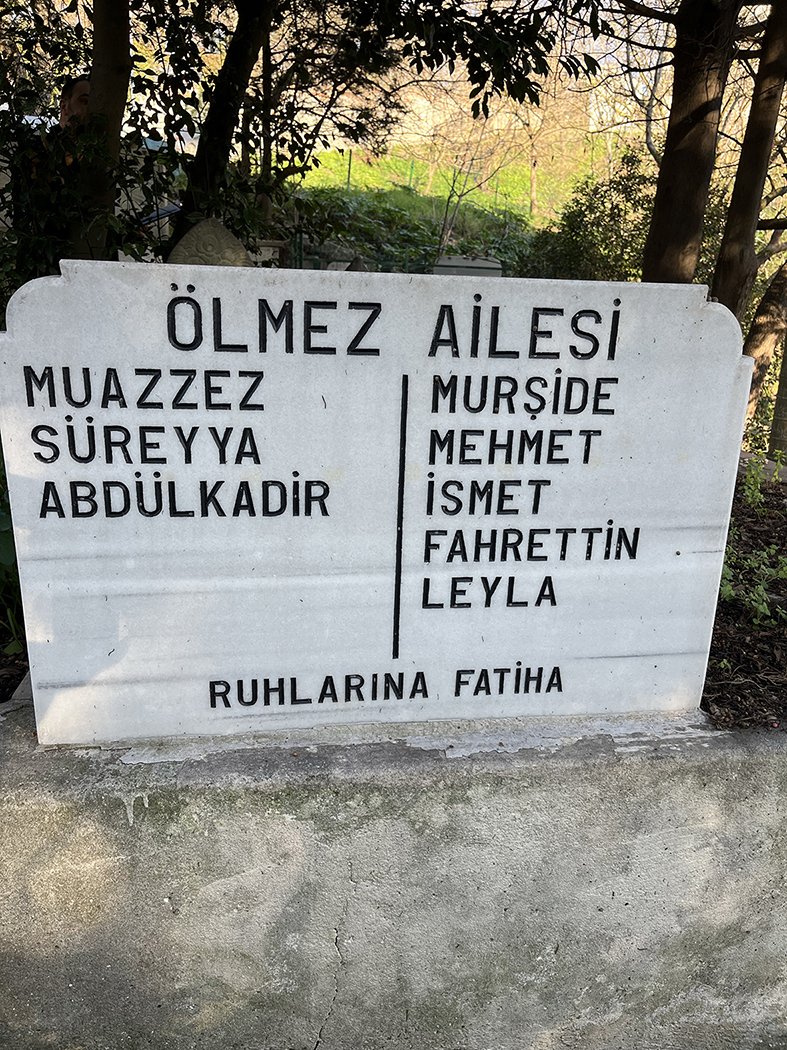 ÖLMEZ AİLESİ
MUAZZEZ
SÜREYYA
ABDÜLKADİR
MURŞİDE
MEHMET
İSMET
FAHRETTİN
LEYLA
RUHLARINA FATİHA